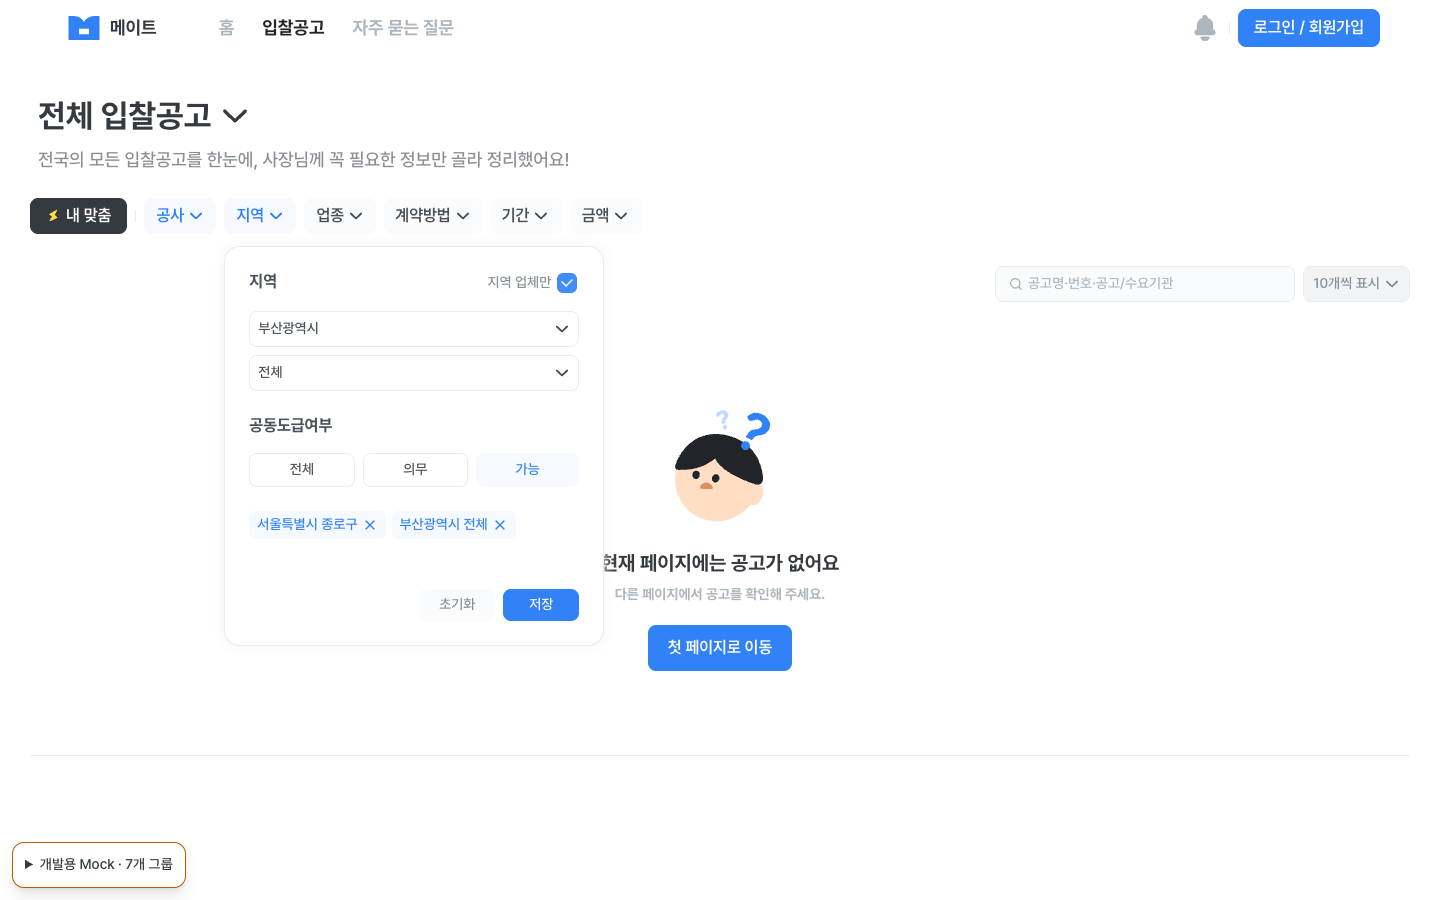 메이트
홈
입찰공고
자주 묻는 질문
로그인 / 회원가입
전체 입찰공고
전국의 모든 입찰공고를 한눈에, 사장님께 꼭 필요한 정보만 골라 정리했어요!
내 맞춤
공사
지역
업종
계약방법
기간
금액
지역
지역 업체만
공고명·번호·공고/수요기관
10개씩 표시
부산광역시
전체
공동도급여부
전체
의무
가능
서울특별시 종로구
부산광역시 전체
초기화
저장
현재 페이지에는 공고가 없어요
다른 페이지에서 공고를 확인해 주세요.
첫 페이지로 이동
개발용 Mock · 7개 그룹